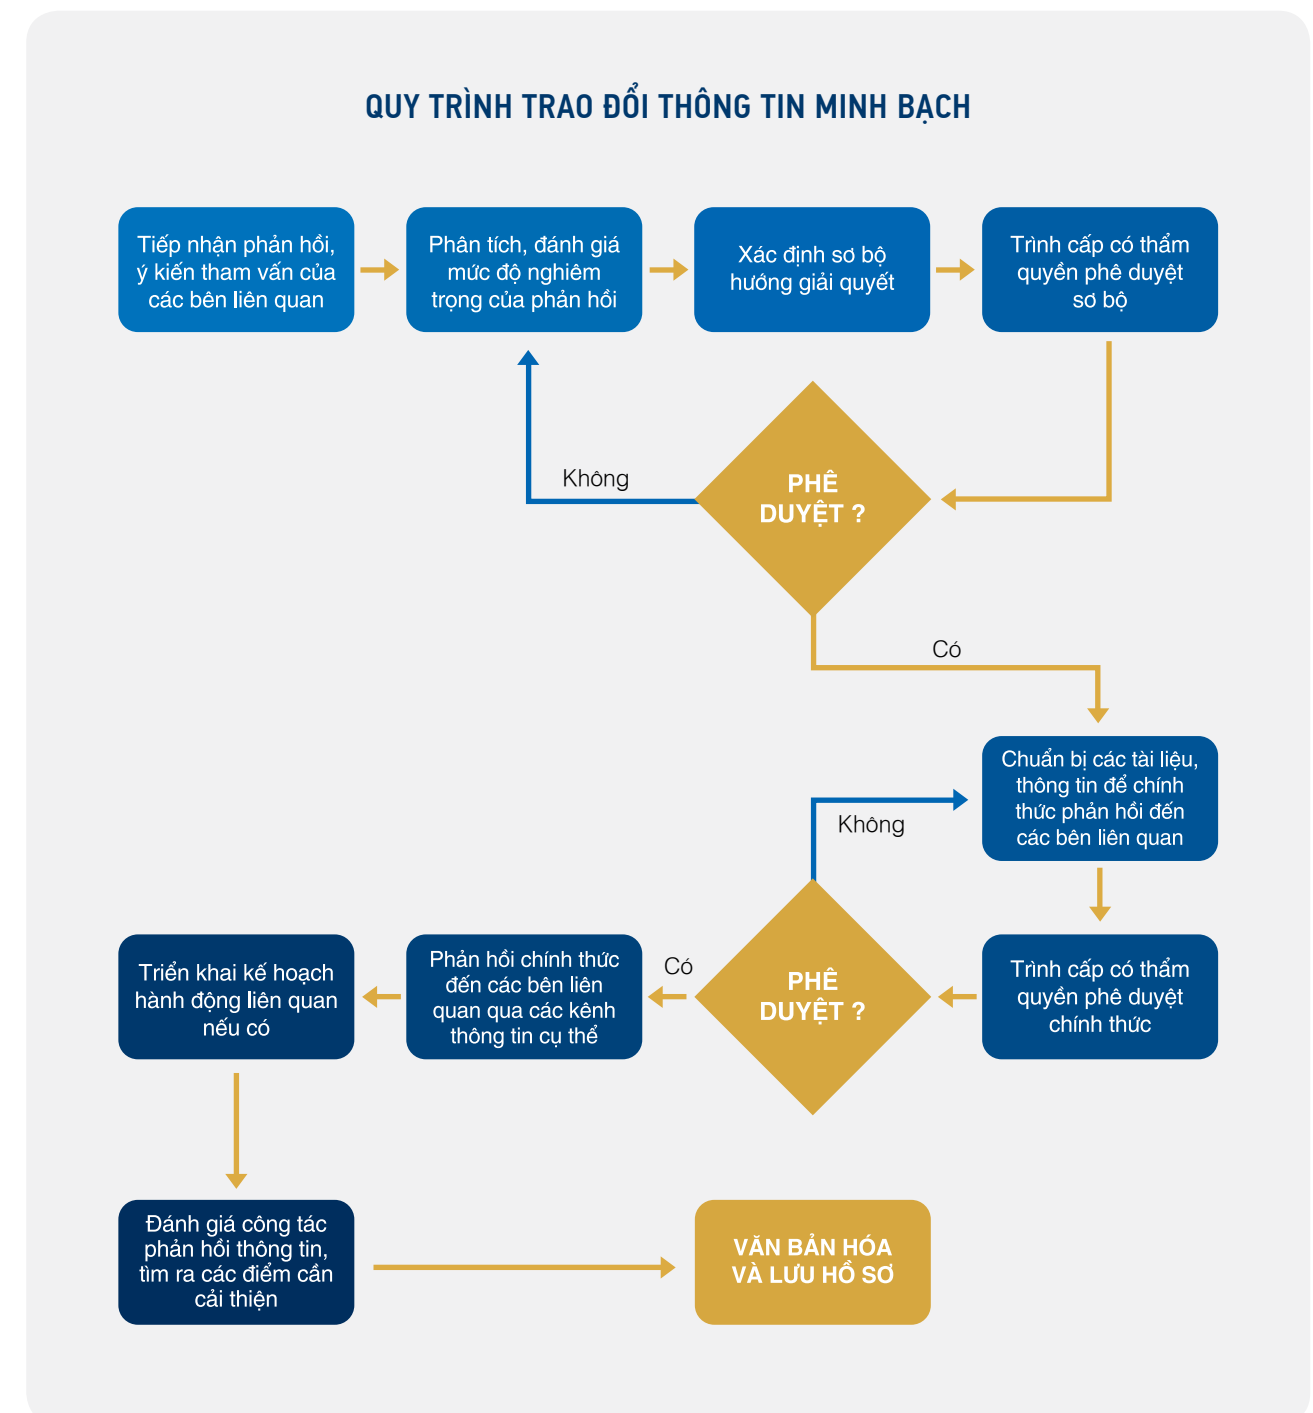 QUY TRÌNH TRAO ĐỔI THÔNG TIN MINH BẠCH
Tiếp nhận phản hồi,
ý kiến tham vấn của
các bên liên quan
Phân tích, đánh giá
mức độ nghiêm
trọng của phản hồi
Xác định sơ bộ
hướng giải quyết
Trình cấp có thẩm
quyền phê duyệt
sơ bộ
Không
PHÊ
DUYỆT ?
Có
Chuẩn bị các tài liệu,
thông tin để chính
thức phản hồi đến
các bên liên quan
Không
Trình cấp có thẩm
quyền phê duyệt
chính thức
PHÊ
DUYỆT ?
Có
Phản hồi chính thức
đến các bên liên
quan qua các kênh
thông tin cụ thể
Triển khai kế hoạch
hành động liên quan
nếu có
Đánh giá công tác
phản hồi thông tin,
tìm ra các điểm cần
cải thiện
VĂN BẢN HÓA
VÀ LƯU HỒ SƠ